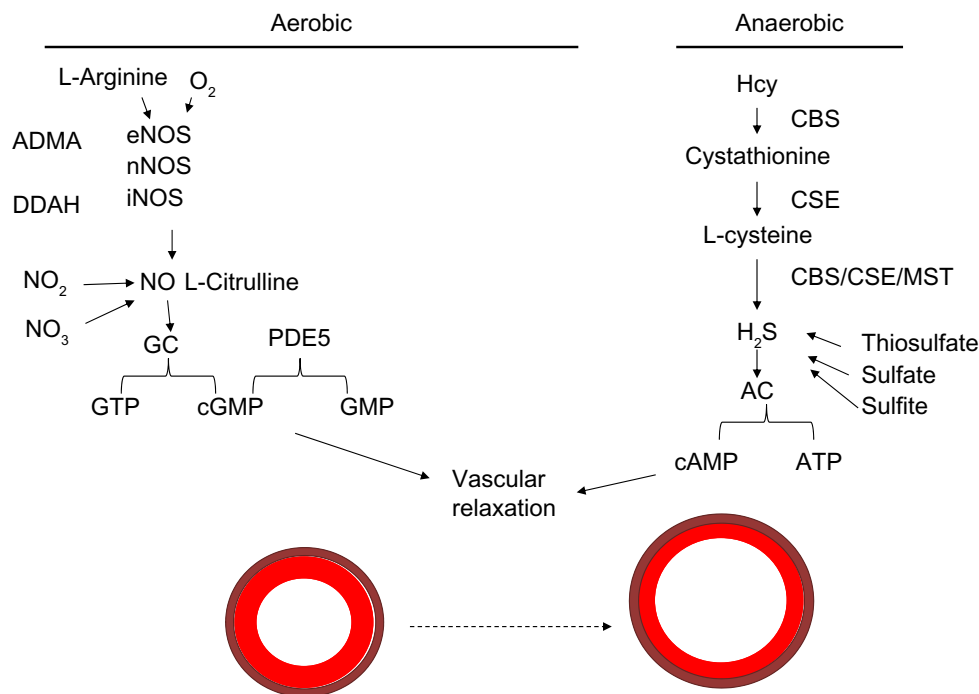 Aerobic
L-Arginine
O₂
ADMA
eNOS
nNOS
DDAH
iNOS
NO₂
NO L-Citrulline
NO₃
GC
PDE5
GTP
cGMP
GMP
Anaerobic
Hcy
CBS
Cystathionine
CSE
L-cysteine
CBS/CSE/MST
H₂S
Thiosulfate
Sulfate
AC
Sulfite
cAMP
ATP
Vascular
relaxation